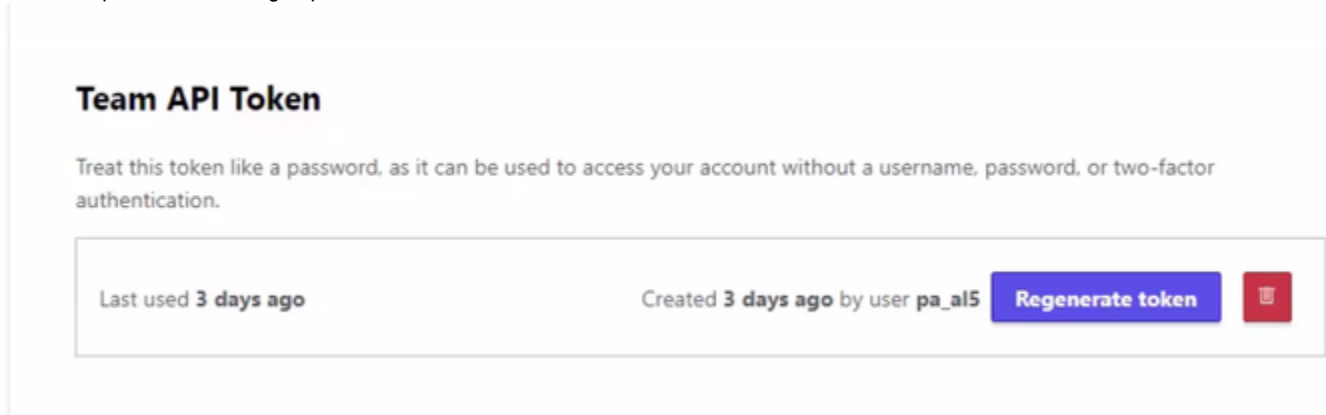 Team API Token
Treat this token like a password, as it can be used to access your account without a username, password, or two-factor
authentication.
Last used 3 days ago
Created 3 days ago by user pa_al5
Regenerate token